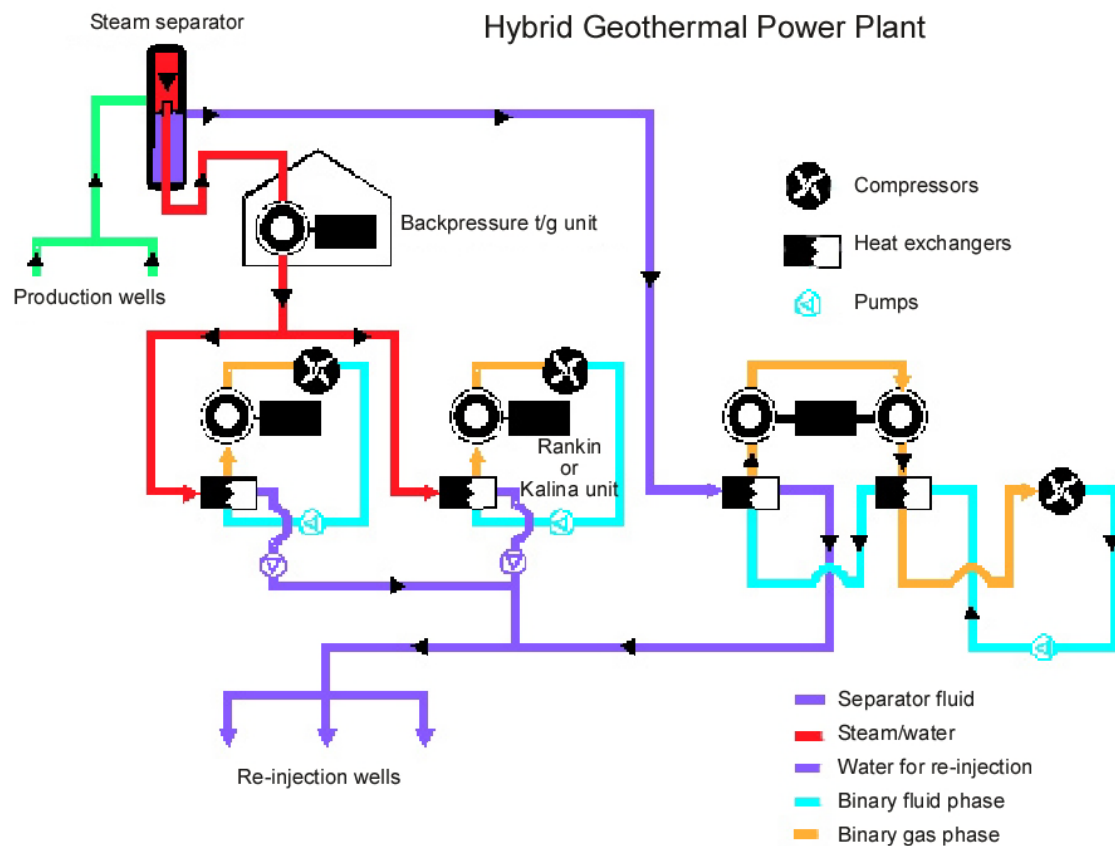 Hybrid Geothermal Power Plant
Steam separator
Compressors
Backpressure t/g unit
Heat exchangers
Production wells
Pumps
Rankin
or
Kalina unit
Separator fluid
Steam/water
Re-injection wells
Water for re-injection
Binary fluid phase
Binary gas phase